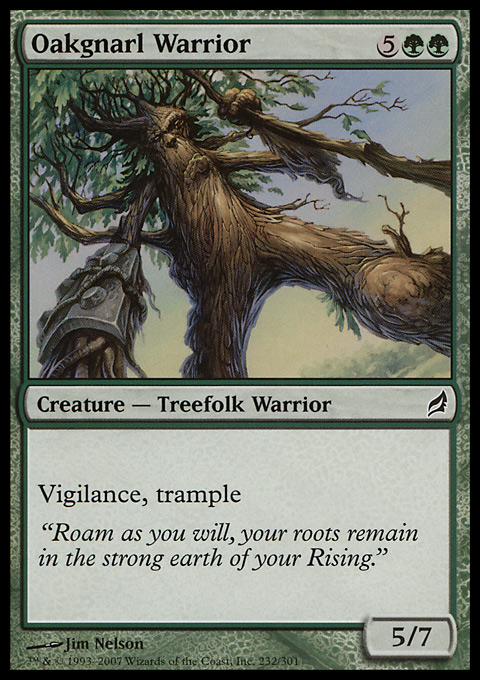 Oakgnarl Warrior 5
Creature — Treefolk Warrior
Vigilance, trample
“Roam as you will, your roots remain
in the strong earth of your Rising.”
5/7
Jim Nelson
™ & © 1993–2007 Wizards of the Coast, Inc. 232/301